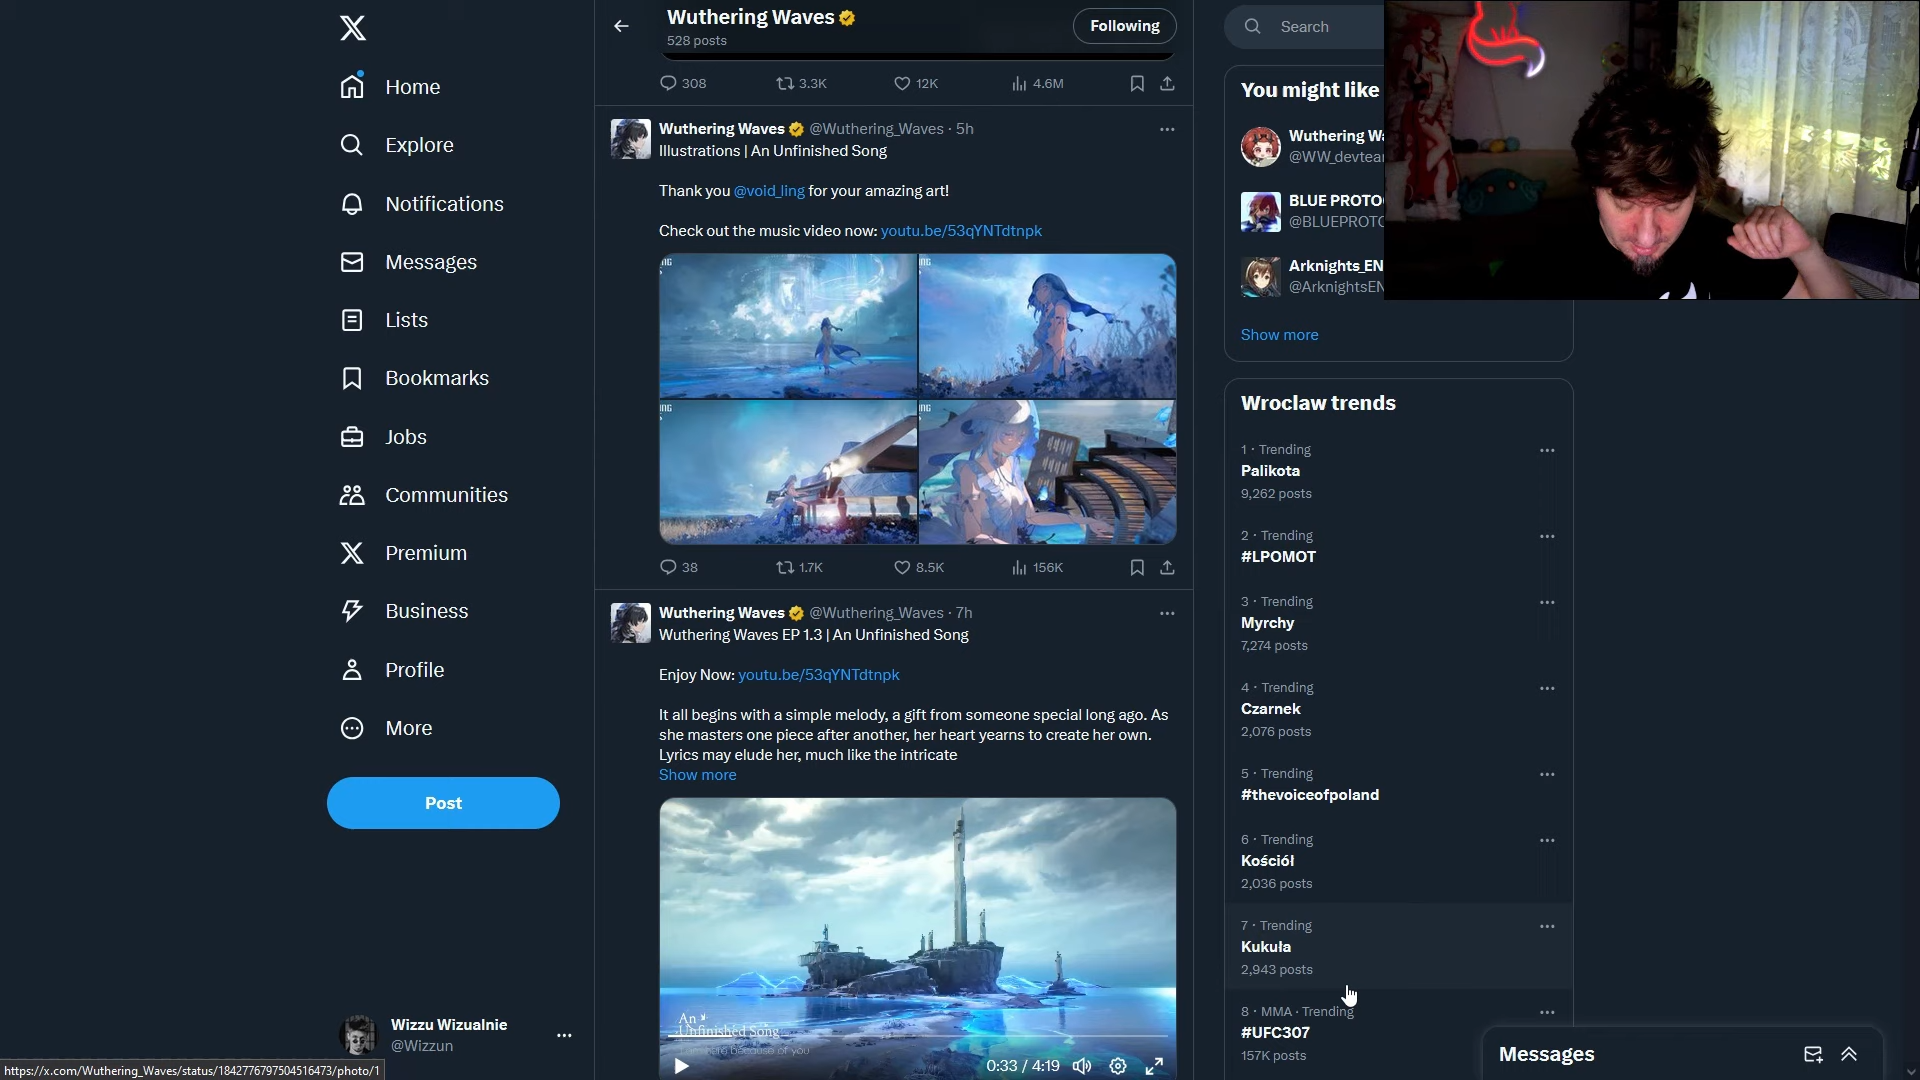 Home
Explore
Notifications
Messages
Lists
Bookmarks
Jobs
Communities
Premium
Business
Profile
More
Post
Wizzu Wizualnie
@Wizzun
https://x.com/Wuthering_Waves/status/1842776797504516473/photo/1
Wuthering Waves
528 posts
Following
308 3.3K 12K 4.6M
Wuthering Waves @Wuthering_Waves · 5h
Illustrations | An Unfinished Song
Thank you @void_ling for your amazing art!
Check out the music video now: youtu.be/53qYNTdtnpk
38 1.7K 8.5K 156K
Wuthering Waves @Wuthering_Waves · 7h
Wuthering Waves EP 1.3 | An Unfinished Song
Enjoy Now: youtu.be/53qYNTdtnpk
It all begins with a simple melody, a gift from someone special long ago. As
she masters one piece after another, her heart yearns to create her own.
Lyrics may elude her, much like the intricate
Show more
An
Unfinished Song
because of you
0:33 / 4:19
Search
You might like
Wuthering Wa
@WW_devtea
BLUE PROTO
@BLUEPROTO
Arknights_EN
@ArknightsEN
Show more
Wroclaw trends
1 · Trending
Palikota
9,262 posts
2 · Trending
#LPOMOT
3 · Trending
Myrchy
7,274 posts
4 · Trending
Czarnek
2,076 posts
5 · Trending
#thevoiceofpoland
6 · Trending
Kościół
2,036 posts
7 · Trending
Kukuła
2,943 posts
8 · MMA · Trending
#UFC307
157K posts
Messages